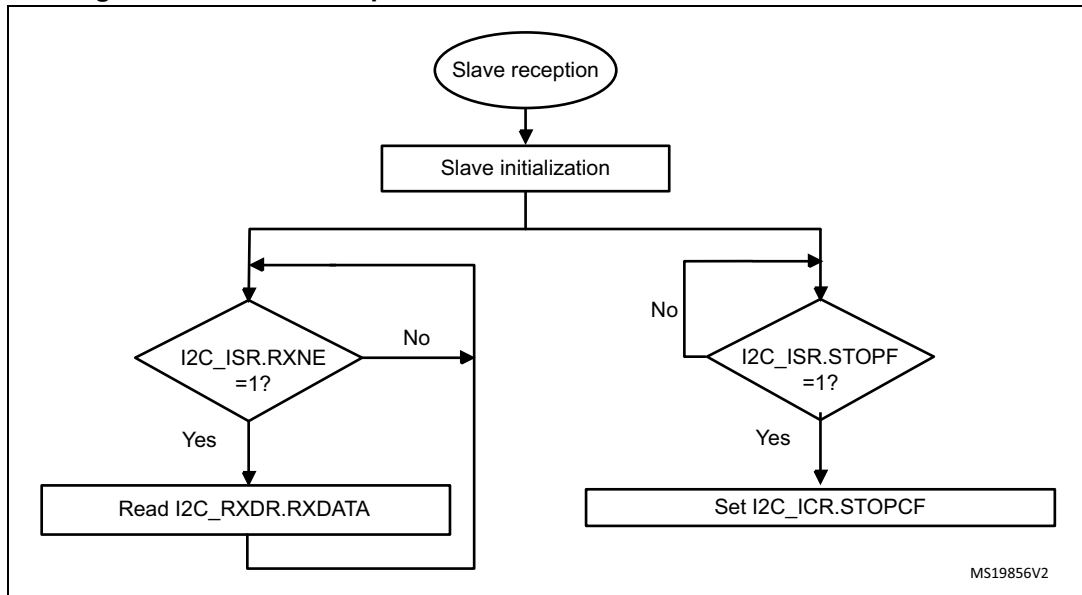 Slave reception
Slave initialization
No
No
I2C_ISR.RXNE
=1?
I2C_ISR.STOPF
=1?
Yes
Yes
Read I2C_RXDR.RXDATA
Set I2C_ICR.STOPCF
MS19856V2